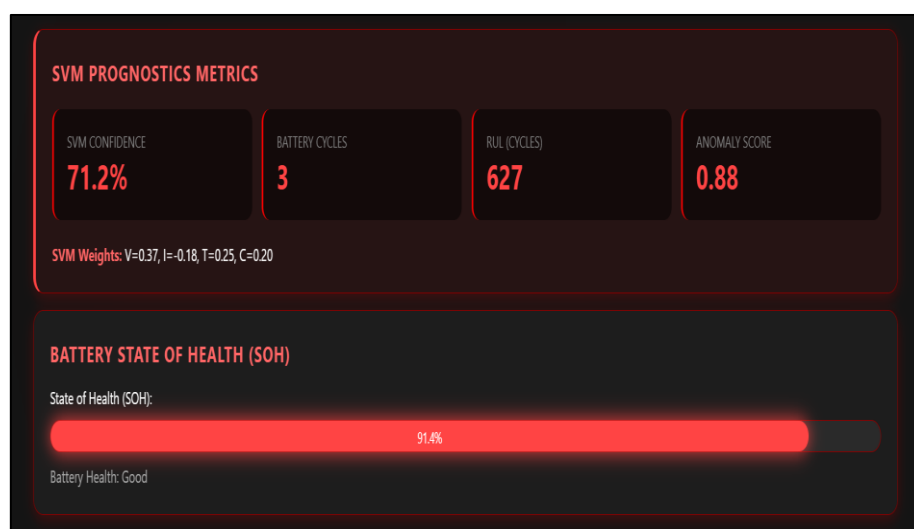 SVM PROGNOSTICS METRICS
SVM CONFIDENCE
71.2%
BATTERY CYCLES
3
RUL (CYCLES)
627
ANOMALY SCORE
0.88
SVM Weights: V=0.37, I=-0.18, T=0.25, C=0.20
BATTERY STATE OF HEALTH (SOH)
State of Health (SOH):
91.4%
Battery Health: Good